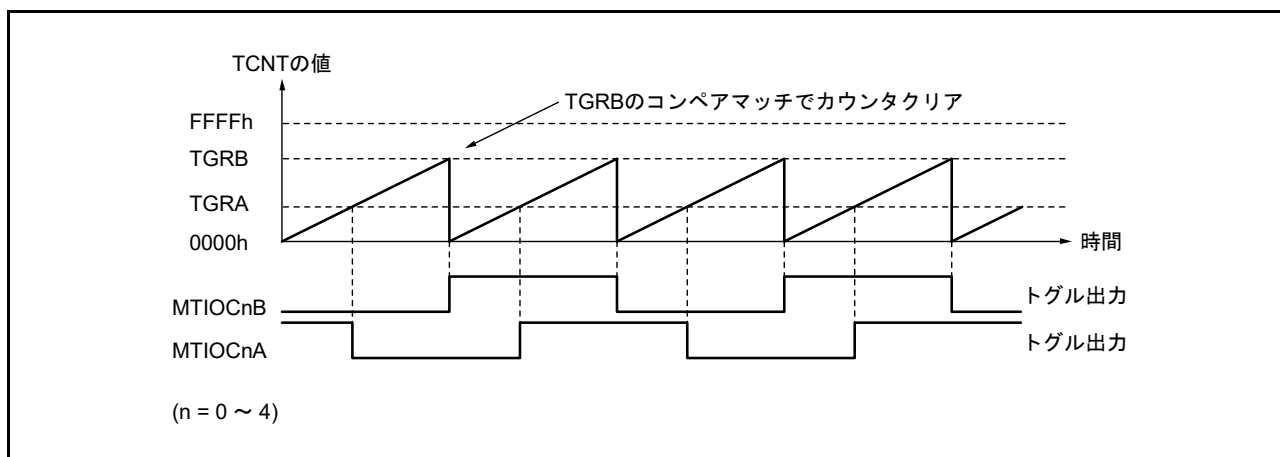 TCNTの値
TGRBのコンペアマッチでカウンタクリア
FFFFh
TGRB
TGRA
0000h
時間
MTIOCnB
トグル出力
MTIOCnA
トグル出力
(n = 0 ～ 4)